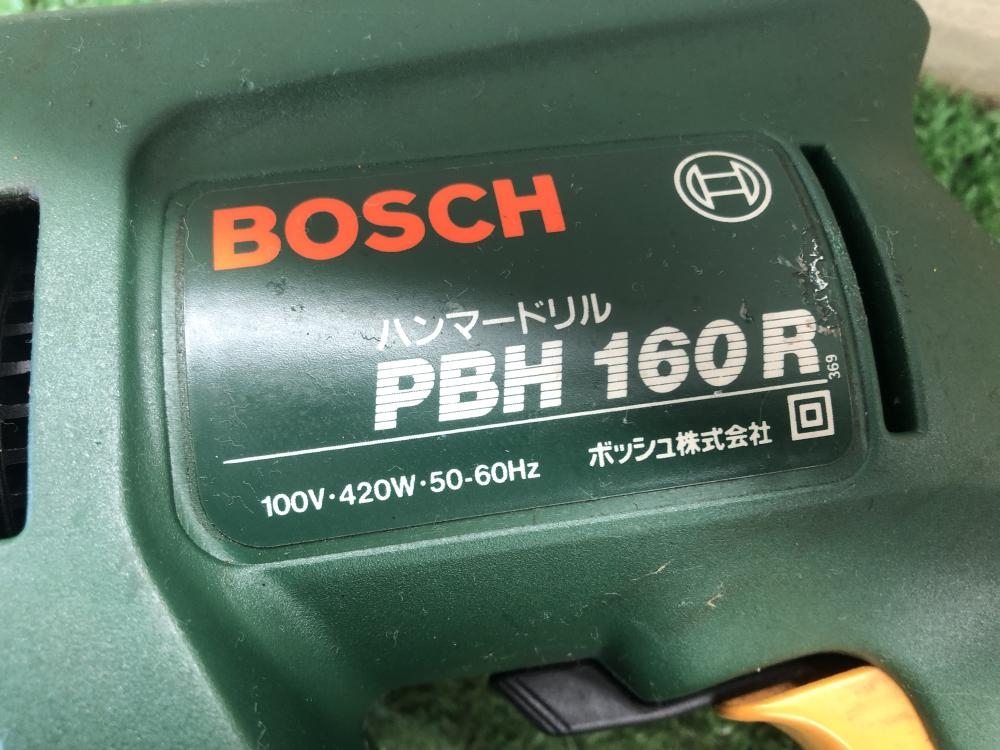 BOSCH
ハンマードリル
PBH 160 R
369
100V・420W・50-60Hz
ボッシュ株式会社